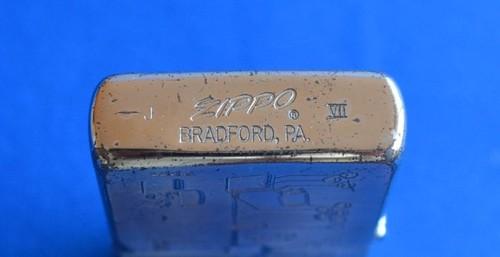 J ZIPPO ® VII
BRADFORD, PA.